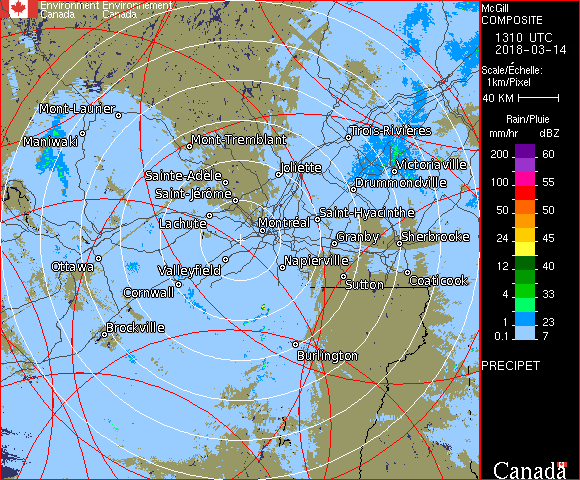 Environment Environnement
Canada Canada
McGill
COMPOSITE
1310 UTC
2018-03-14
Scale/Échelle:
1km/Pixel
40 KM
Rain/Pluie
mm/hr dBZ
200 60
100 55
50 50
24 45
12 40
4 33
1 23
0.1 7
PRECIPET
Canada
Mont-Laurier
Maniwaki
Mont-Tremblant
Trois-Rivières
Joliette
Victoriaville
Sainte-Adèle
Drummondville
Saint-Jérôme
Saint-Hyacinthe
Lachute
Montréal
Granby
Sherbrooke
Ottawa
Valleyfield
Napierville
Sutton
Coaticook
Cornwall
Brockville
Burlington